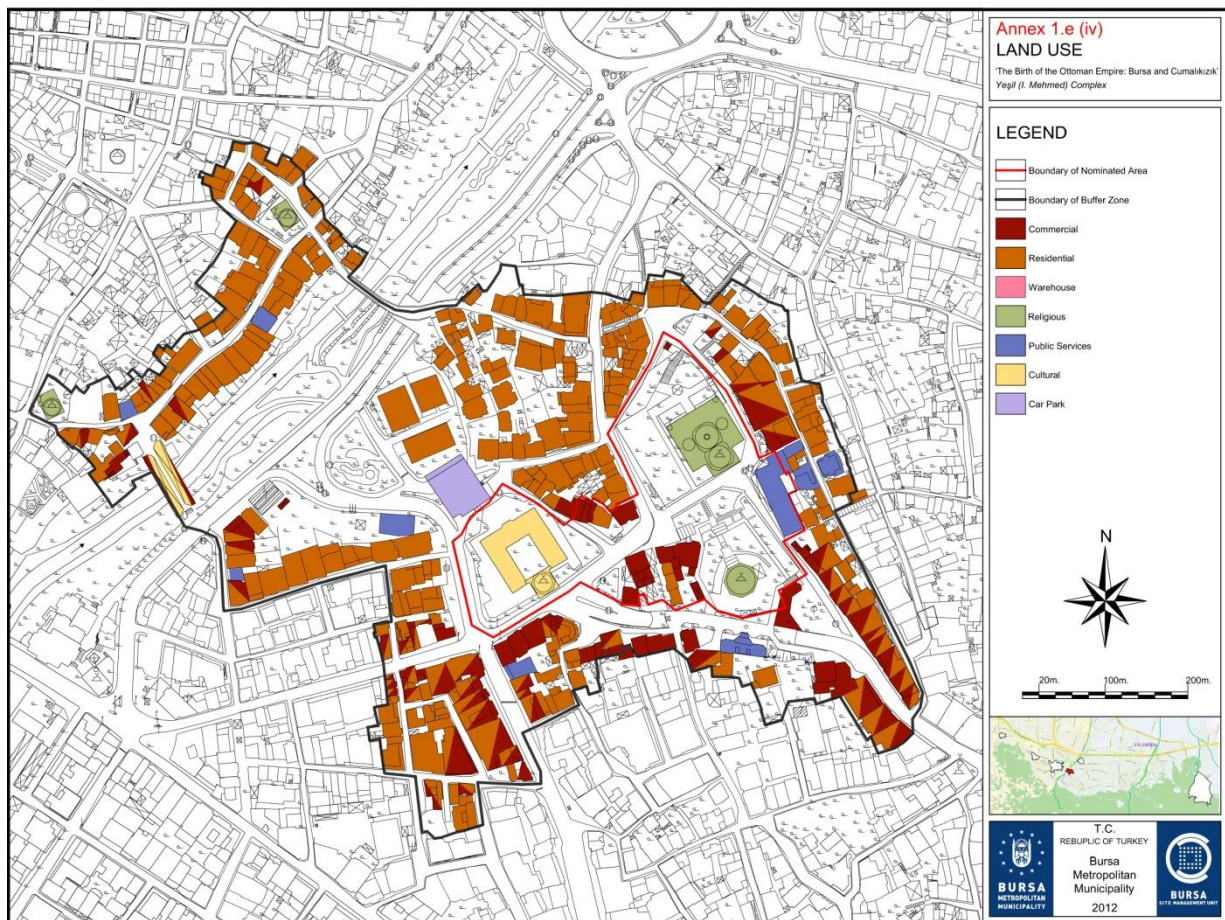 Annex 1.e (iv)
LAND USE
'The Birth of the Ottoman Empire: Bursa and Cumalıkızık'
Yeşil (I. Mehmed) Complex
LEGEND
Boundary of Nominated Area
Boundary of Buffer Zone
Commercial
Residential
Warehouse
Religious
Public Services
Cultural
Car Park
N
20m. 100m. 200m.
BURSA
METROPOLITAN
MUNICIPALITY
T.C.
REBUPLIC OF TURKEY
Bursa
Metropolitan
Municipality
2012
BURSA
SITE MANAGEMENT UNIT